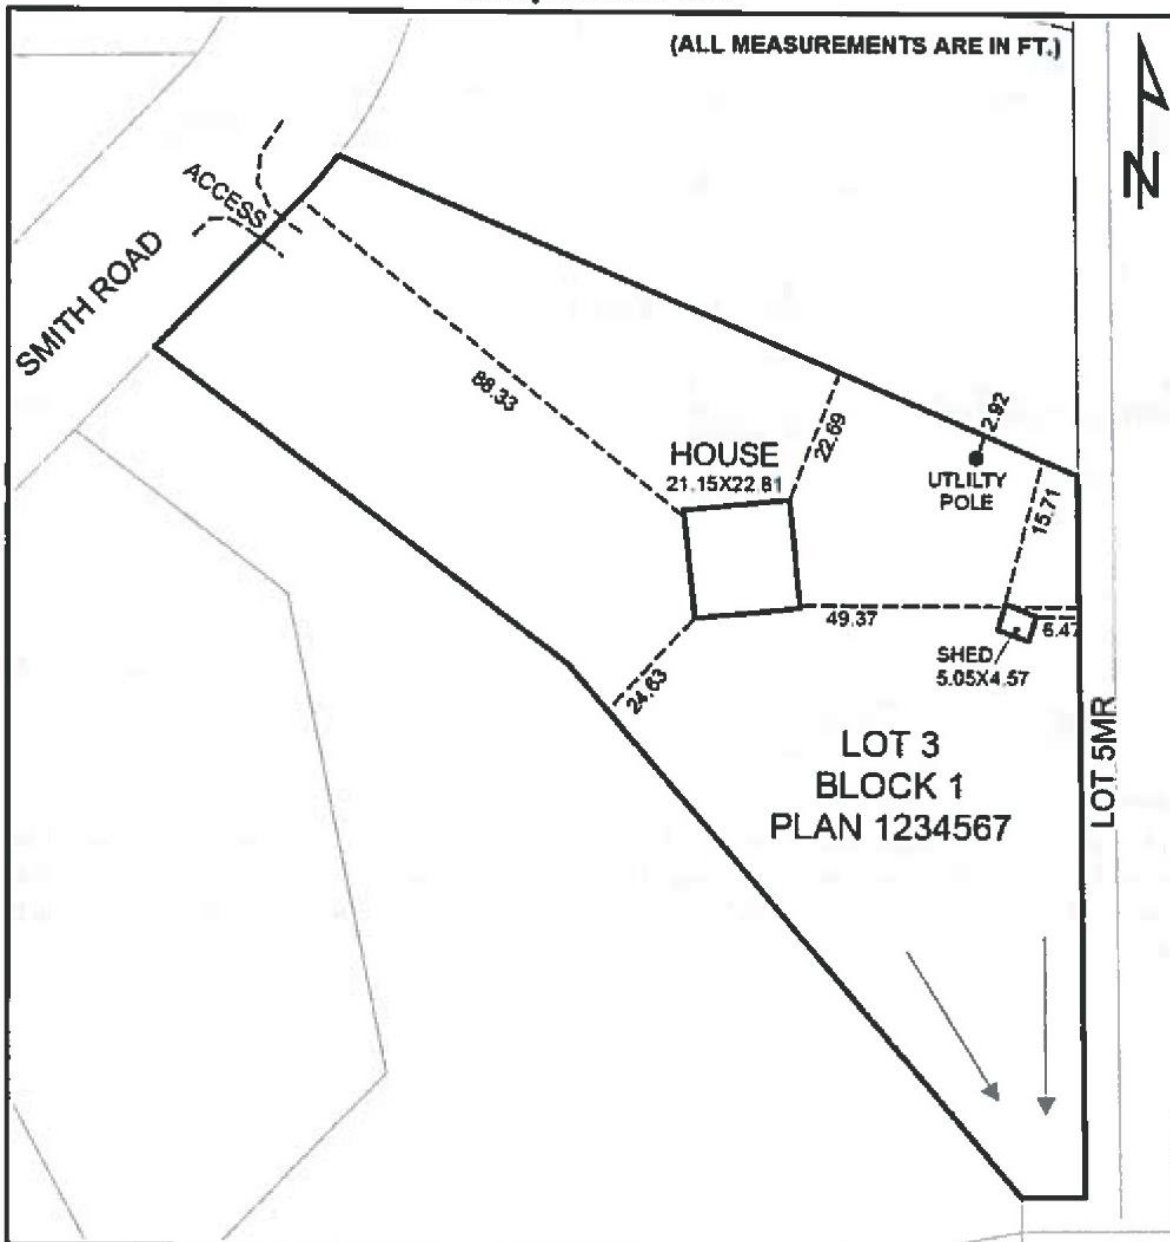 (ALL MEASUREMENTS ARE IN FT.)
N
ACCESS
SMITH ROAD
88.33
22.69
2.92
HOUSE
21.15X22.81
UTLILTY
POLE
15.71
49.37
6.47
SHED
5.05X4.57
24.63
LOT 3
BLOCK 1
PLAN 1234567
LOT 5MR